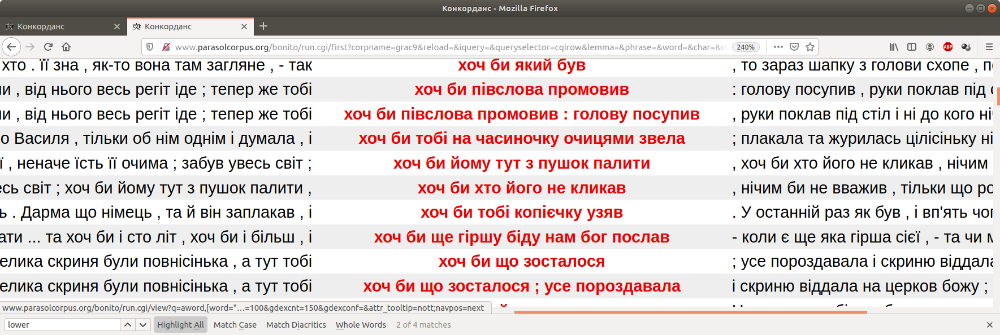 Конкорданс - Mozilla Firefox
Конкорданс
Конкорданс
www.parasolcorpus.org/bonito/run.cgi/first?corpname=grac9&reload=&iquery=&queryselector=cqlrow&lemma=&phrase=&word=&char=&
240%
ABP
хто . її зна , як-то вона там загляне , - так хоч би який був , то зараз шапку з голови схопе ,
, від нього весь регіт іде ; тепер же тобі хоч би півслова промовив : голову посупив , руки поклав під
, від нього весь регіт іде ; тепер же тобі хоч би півслова промовив : голову посупив , руки поклав під стіл і ні до кого
Василя , тільки об нім однім і думала , і хоч би тобі на часиночку очицями звела ; плакала та журилась цілісіньку
, неначе їсть її очима ; забув увесь світ ; хоч би йому тут з пушок палити , хоч би хто його не кликав , нічим
світ ; хоч би йому тут з пушок палити , хоч би хто його не кликав , нічим би не вважив , тільки що
. Дарма що німець , та й він заплакав , і хоч би тобі копієчку узяв . У останній раз як був , і вп'ять
... та хоч би і сто літ , хоч би і більш , і хоч би ще гіршу біду нам бог послав - коли є ще яка гірша сієї , - та чи
скриня були повнісінька , а тут тобі хоч би що зосталося ; усе пороздавала і скриню
скриня були повнісінька , а тут тобі хоч би що зосталося ; усе пороздавала і скриню віддала на церков божу ;
www.parasolcorpus.org/bonito/run.cgi/view?q=aword,[word="…=100&gdexcnt=150&gdexconf=&attr_tooltip=nott;navpos=next
lower Highlight All Match Case Match Diacritics Whole Words 2 of 4 matches